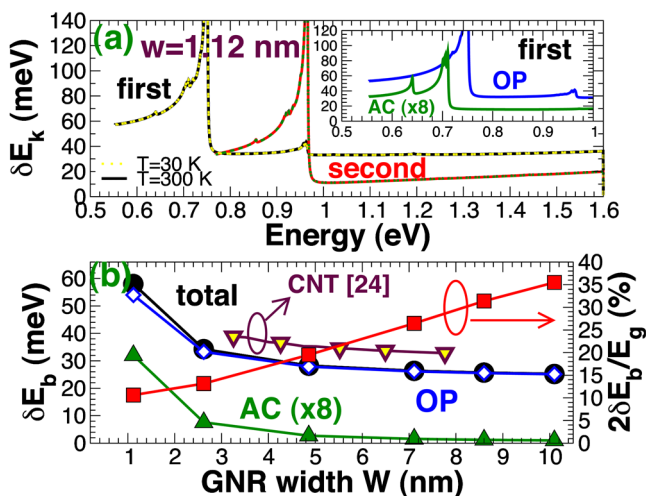 (a) w=1.12 nm
first
T=30 K
T=300 K
second
δE_k (meV)
0 20 40 60 80 100 120 140
0.5 0.6 0.7 0.8 0.9 1 1.1 1.2 1.3 1.4 1.5 1.6
Energy (eV)
first
OP
AC (x8)
0 20 40 60 80 100 120
0.5 0.6 0.7 0.8 0.9 1
(b)
total
CNT [24]
OP
AC (x8)
δE_b (meV)
0 10 20 30 40 50 60
0 5 10 15 20 25 30 35 40
2δE_b/E_g (%)
0 1 2 3 4 5 6 7 8 9 10
GNR width W (nm)